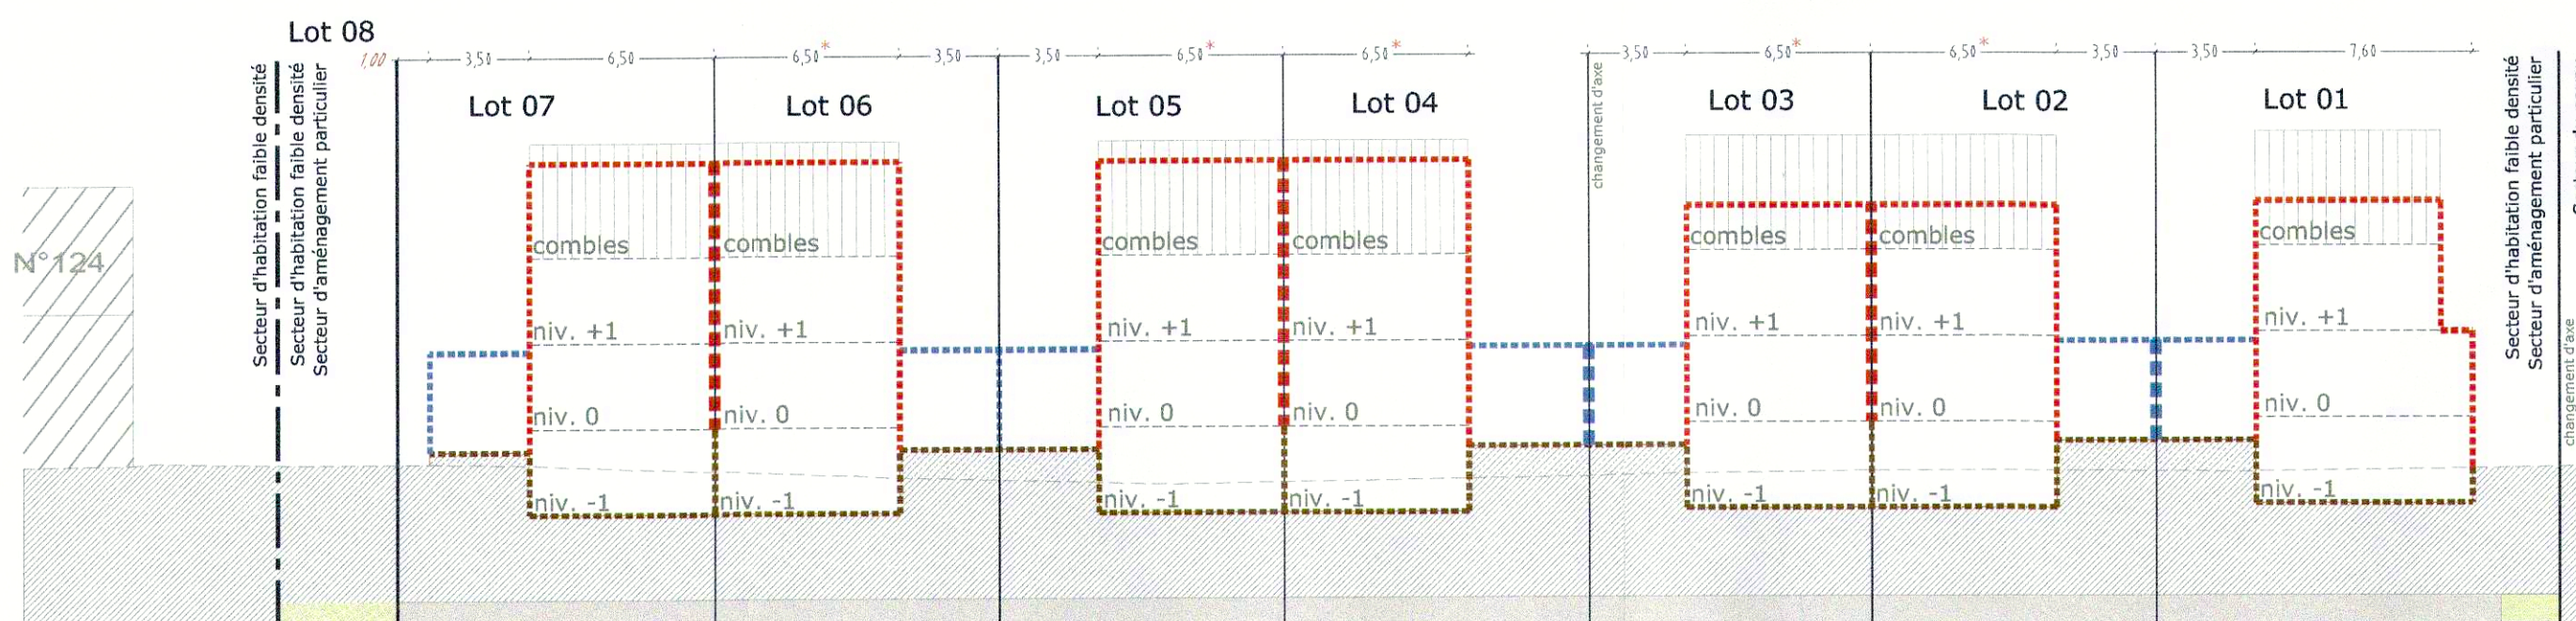 Lot 08
1,00 3,50 6,50 6,50* 3,50 3,50 6,50* 6,50* 3,50 6,50* 6,50* 3,50 3,50 7,60
Secteur d'habitation faible densité
Secteur d'habitation faible densité
Secteur d'aménagement particulier
Lot 07 Lot 06 Lot 05 Lot 04 Lot 03 Lot 02 Lot 01
changement d'axe
Secteur d'habitation faible densité
Secteur d'aménagement particulier
changement d'axe
N°124
combles combles combles combles combles combles combles
niv. +1 niv. +1 niv. +1 niv. +1 niv. +1 niv. +1 niv. +1
niv. 0 niv. 0 niv. 0 niv. 0 niv. 0 niv. 0 niv. 0
niv. -1 niv. -1 niv. -1 niv. -1 niv. -1 niv. -1 niv. -1